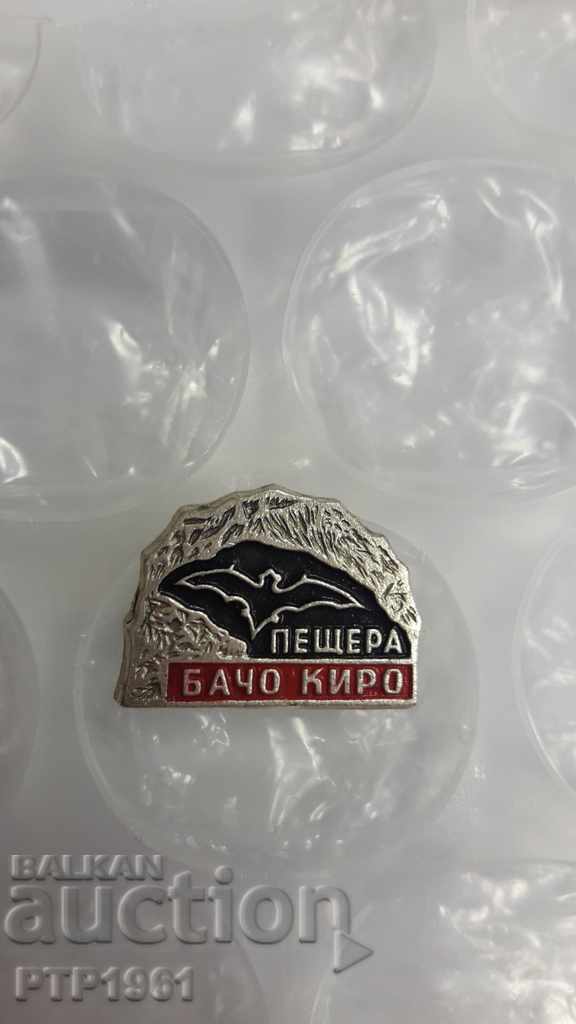 ПЕЩЕРА
БАЧО КИРО
BALKAN
auction
PTP1961